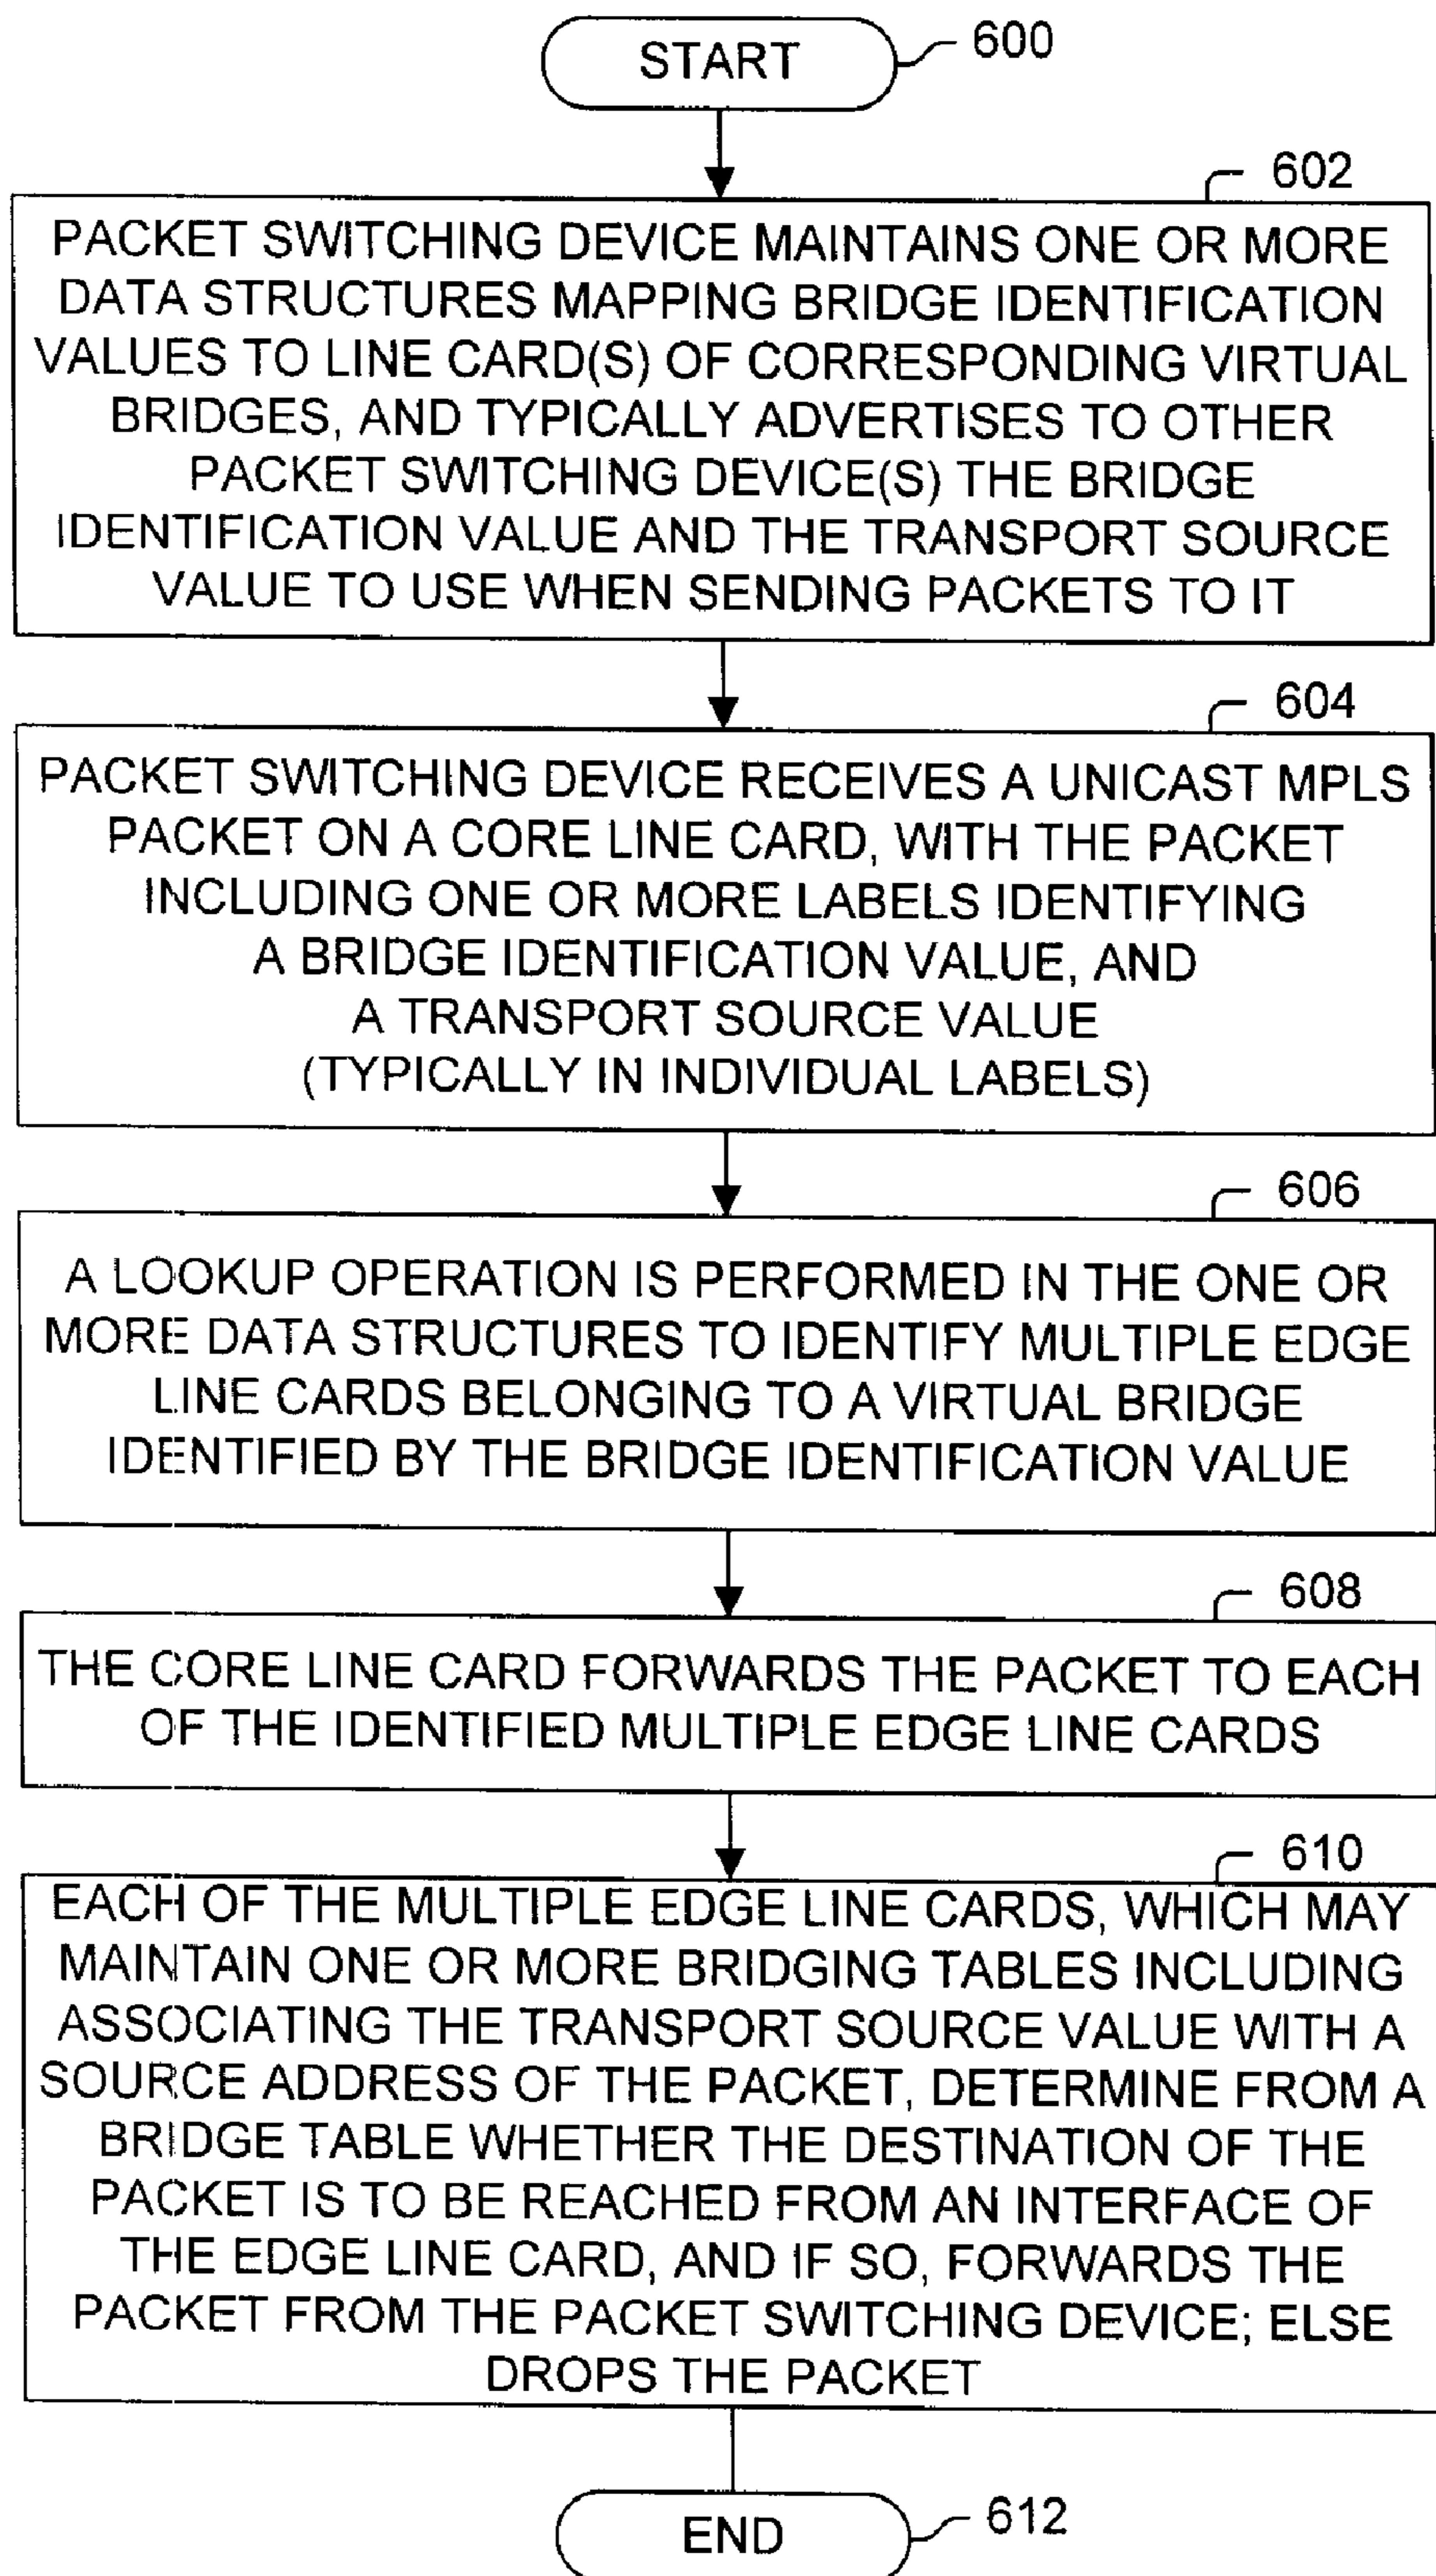 START
600
602
PACKET SWITCHING DEVICE MAINTAINS ONE OR MORE
DATA STRUCTURES MAPPING BRIDGE IDENTIFICATION
VALUES TO LINE CARD(S) OF CORRESPONDING VIRTUAL
BRIDGES, AND TYPICALLY ADVERTISES TO OTHER
PACKET SWITCHING DEVICE(S) THE BRIDGE
IDENTIFICATION VALUE AND THE TRANSPORT SOURCE
VALUE TO USE WHEN SENDING PACKETS TO IT
604
PACKET SWITCHING DEVICE RECEIVES A UNICAST MPLS
PACKET ON A CORE LINE CARD, WITH THE PACKET
INCLUDING ONE OR MORE LABELS IDENTIFYING
A BRIDGE IDENTIFICATION VALUE, AND
A TRANSPORT SOURCE VALUE
(TYPICALLY IN INDIVIDUAL LABELS)
606
A LOOKUP OPERATION IS PERFORMED IN THE ONE OR
MORE DATA STRUCTURES TO IDENTIFY MULTIPLE EDGE
LINE CARDS BELONGING TO A VIRTUAL BRIDGE
IDENTIFIED BY THE BRIDGE IDENTIFICATION VALUE
608
THE CORE LINE CARD FORWARDS THE PACKET TO EACH
OF THE IDENTIFIED MULTIPLE EDGE LINE CARDS
610
EACH OF THE MULTIPLE EDGE LINE CARDS, WHICH MAY
MAINTAIN ONE OR MORE BRIDGING TABLES INCLUDING
ASSOCIATING THE TRANSPORT SOURCE VALUE WITH A
SOURCE ADDRESS OF THE PACKET, DETERMINE FROM A
BRIDGE TABLE WHETHER THE DESTINATION OF THE
PACKET IS TO BE REACHED FROM AN INTERFACE OF
THE EDGE LINE CARD, AND IF SO, FORWARDS THE
PACKET FROM THE PACKET SWITCHING DEVICE; ELSE
DROPS THE PACKET
END
612